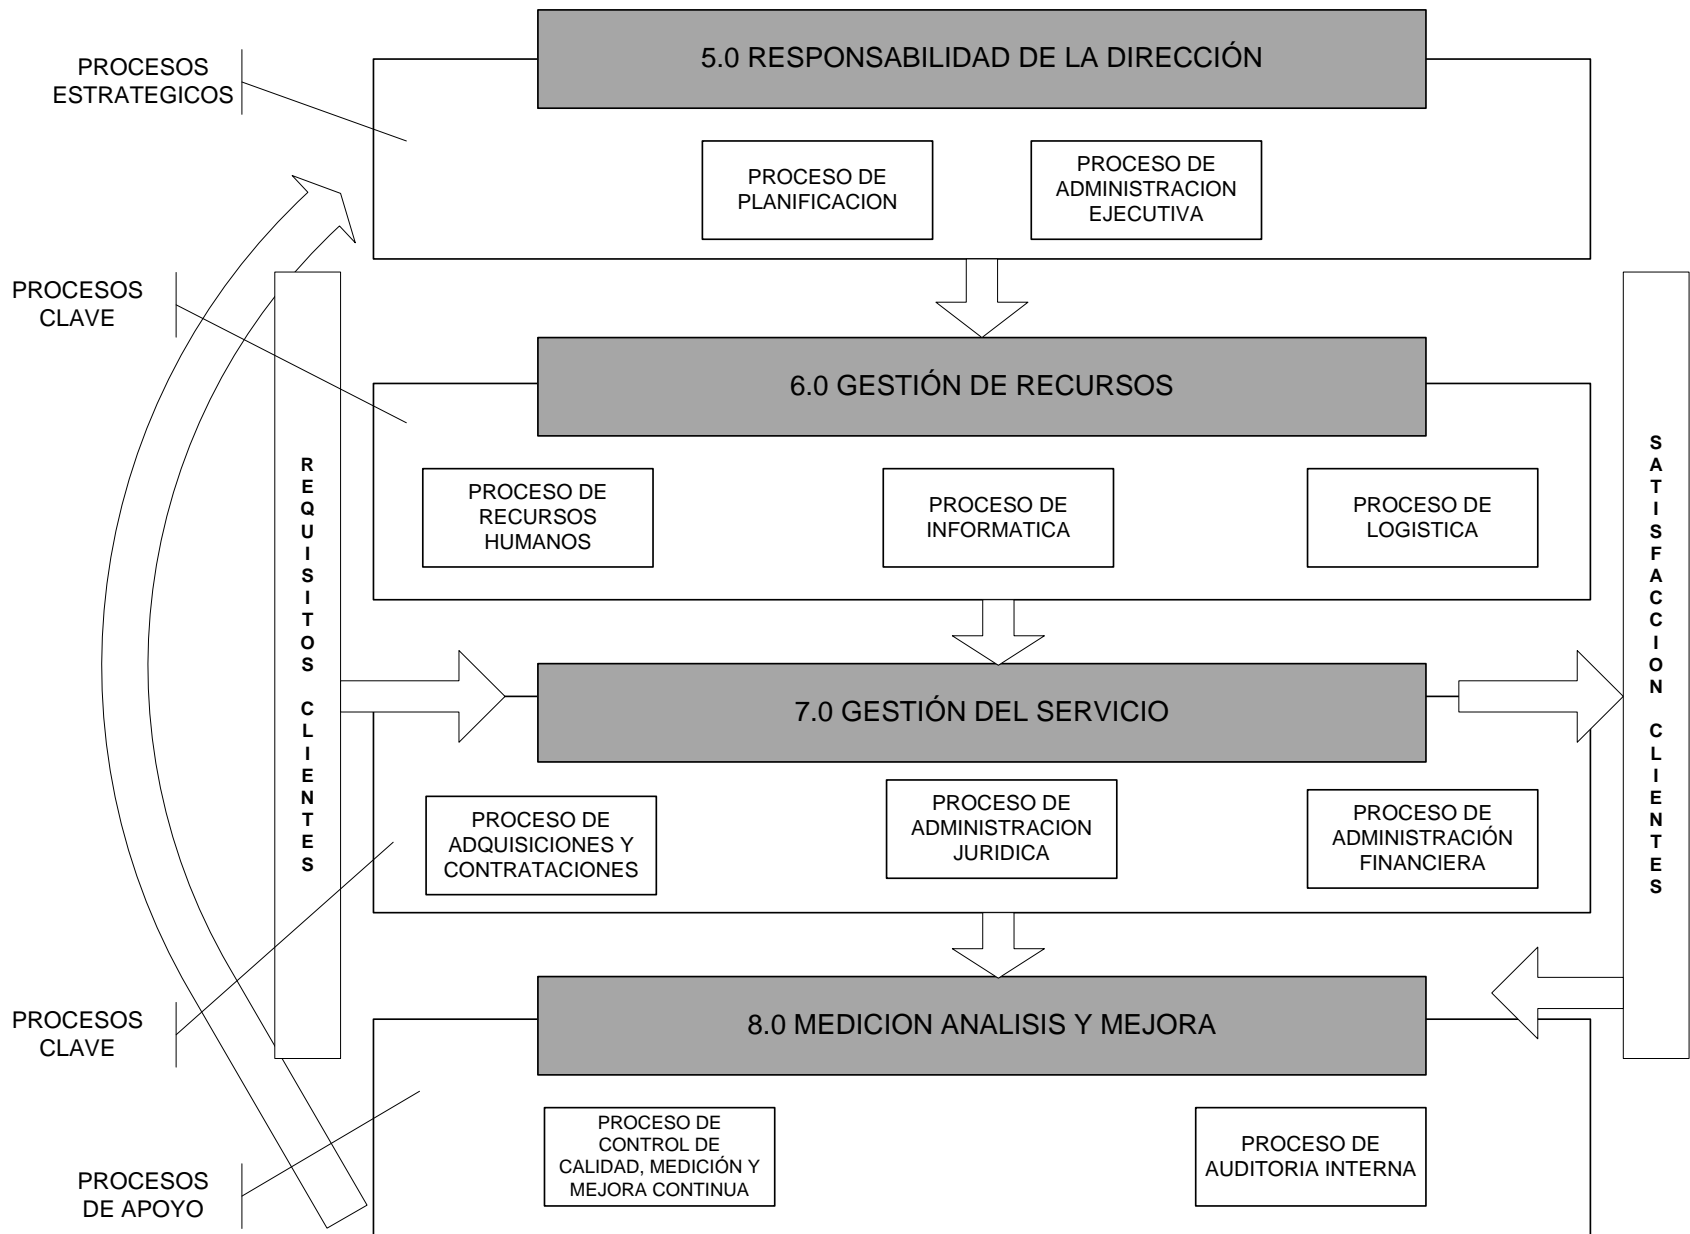 5.0 RESPONSABILIDAD DE LA DIRECCIÓN
PROCESOS
ESTRATEGICOS
PROCESO DE
PLANIFICACION
PROCESO DE
ADMINISTRACION
EJECUTIVA
PROCESOS
CLAVE
6.0 GESTIÓN DE RECURSOS
PROCESO DE
RECURSOS
HUMANOS
PROCESO DE
INFORMATICA
PROCESO DE
LOGISTICA
REQUISITOS CLIENTES
SATISFACCION CLIENTES
7.0 GESTIÓN DEL SERVICIO
PROCESO DE
ADQUISICIONES Y
CONTRATACIONES
PROCESO DE
ADMINISTRACION
JURIDICA
PROCESO DE
ADMINISTRACIÓN
FINANCIERA
PROCESOS
CLAVE
8.0 MEDICION ANALISIS Y MEJORA
PROCESO DE
CONTROL DE
CALIDAD, MEDICIÓN Y
MEJORA CONTINUA
PROCESO DE
AUDITORIA INTERNA
PROCESOS
DE APOYO